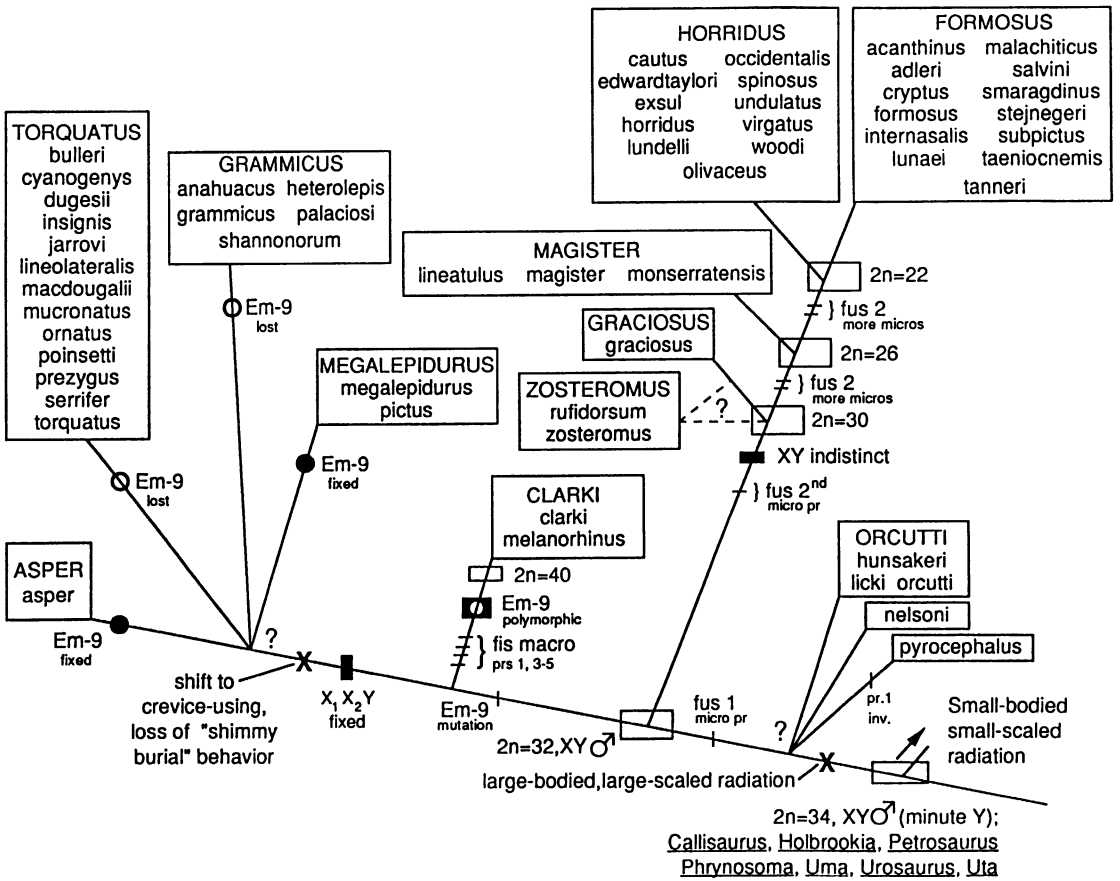 HORRIDUS
cautus occidentalis
edwardtaylori spinosus
exsul undulatus
horridus virgatus
lundelli woodi
olivaceus
FORMOSUS
acanthinus malachiticus
adleri salvini
cryptus smaragdinus
formosus stejnegeri
internasalis subpictus
lunaei taeniocnemis
tanneri
TORQUATUS
bulleri
cyanogenys
dugesii
insignis
jarrovi
lineolateralis
macdougalii
mucronatus
ornatus
poinsetti
prezygus
serrifer
torquatus
GRAMMICUS
anahuacus heterolepis
grammicus palaciosi
shannonorum
MAGISTER
lineatulus magister monserratensis
2n=22
} fus 2
more micros
Em-9
lost
GRACIOSUS
graciosus
2n=26
} fus 2
more micros
MEGALEPIDURUS
megalepidurus
pictus
ZOSTEROMUS
rufidorsum
zosteromus
?
2n=30
XY indistinct
} fus 2nd
micro pr
Em-9
fixed
Em-9
lost
CLARKI
clarki
melanorhinus
2n=40
Em-9
polymorphic
} fis macro
prs 1, 3-5
ORCUTTI
hunsakeri
licki orcutti
nelsoni
pyrocephalus
pr.1
inv.
ASPER
asper
Em-9
fixed
?
shift to
crevice-using,
loss of "shimmy
burial" behavior
X
X1 X2 Y
fixed
Em-9
mutation
2n=32,XY♂
fus 1
micro pr
?
large-bodied,large-scaled radiation
X
Small-bodied
small-scaled
radiation
2n=34, XY♂ (minute Y);
Callisaurus, Holbrookia, Petrosaurus
Phrynosoma, Uma, Urosaurus, Uta